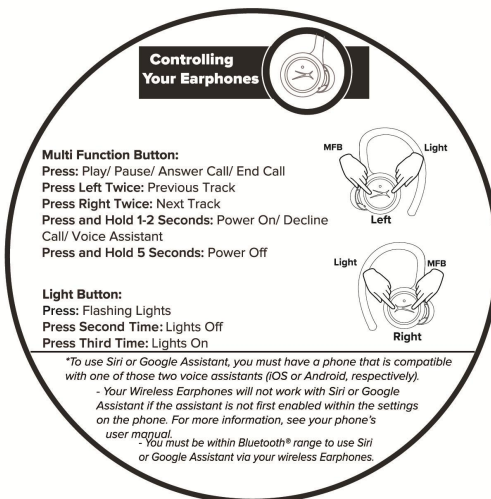 Controlling
Your Earphones
Multi Function Button:
Press: Play/ Pause/ Answer Call/ End Call
Press Left Twice: Previous Track
Press Right Twice: Next Track
Press and Hold 1-2 Seconds: Power On/ Decline
Call/ Voice Assistant
Press and Hold 5 Seconds: Power Off
MFB
Light
Left
Light
MFB
Right
Light Button:
Press: Flashing Lights
Press Second Time: Lights Off
Press Third Time: Lights On
*To use Siri or Google Assistant, you must have a phone that is compatible
with one of those two voice assistants (iOS or Android, respectively).
- Your Wireless Earphones will not work with Siri or Google
Assistant if the assistant is not first enabled within the settings
on the phone. For more information, see your phone's
user manual.
- You must be within Bluetooth® range to use Siri
or Google Assistant via your wireless Earphones.